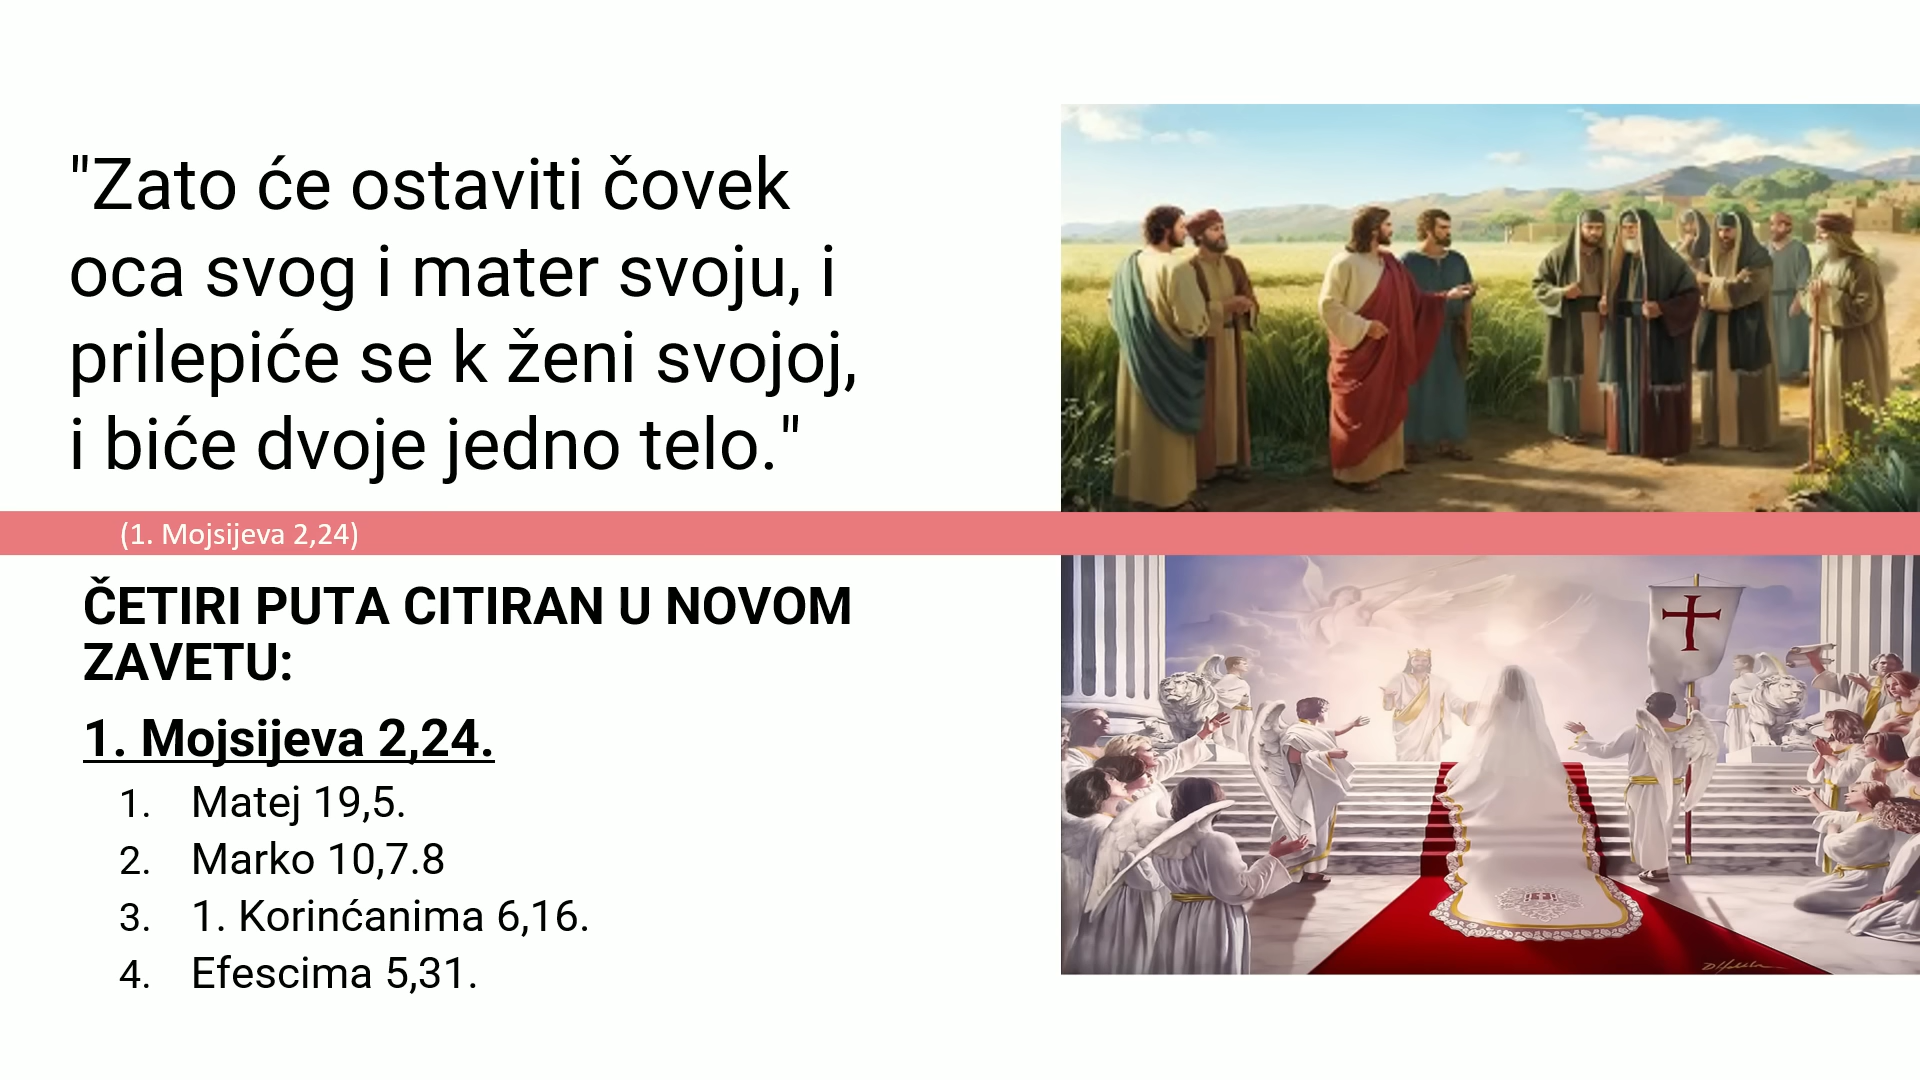 "Zato će ostaviti čovek
oca svog i mater svoju, i
prilepiće se k ženi svojoj,
i biće dvoje jedno telo."
(1. Mojsijeva 2,24)
ČETIRI PUTA CITIRAN U NOVOM
ZAVETU:
1. Mojsijeva 2,24.
1. Matej 19,5.
2. Marko 10,7.8
3. 1. Korinćanima 6,16.
4. Efescima 5,31.